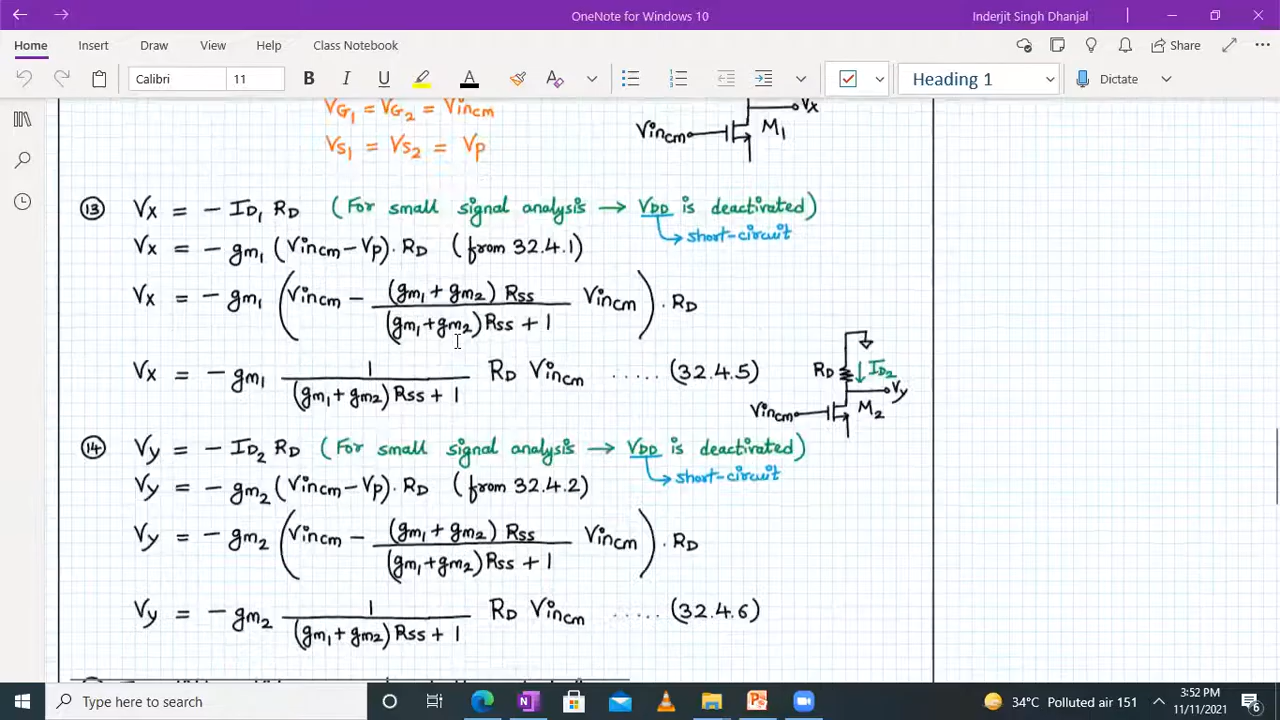 OneNote for Windows 10
Inderjit Singh Dhanjal
Home Insert Draw View Help Class Notebook Share
Calibri 11 B I U A Heading 1 Dictate
VG1 = VG2 = Vincm
VS1 = VS2 = Vp
Vx
Vincm M1
(13) Vx = - ID1 RD (For small signal analysis → VDD is deactivated)
→ short-circuit
Vx = - gm1 (Vincm - Vp). RD (from 32.4.1)
Vx = - gm1 (Vincm - (gm1 + gm2) Rss / (gm1+gm2) Rss + 1 Vincm) . RD
Vx = - gm1 1 / (gm1+gm2) Rss + 1 RD Vincm ..... (32.4.5)
RD ↓ ID2
Vy
Vincm M2
(14) Vy = - ID2 RD (For small signal analysis → VDD is deactivated)
→ short-circuit
Vy = - gm2 (Vincm - Vp). RD (from 32.4.2)
Vy = - gm2 (Vincm - (gm1 + gm2) Rss / (gm1+gm2) Rss + 1 Vincm) . RD
Vy = - gm2 1 / (gm1+gm2) Rss + 1 RD Vincm ..... (32.4.6)
Type here to search
34°C Polluted air 151
3:52 PM
11/11/2021
6